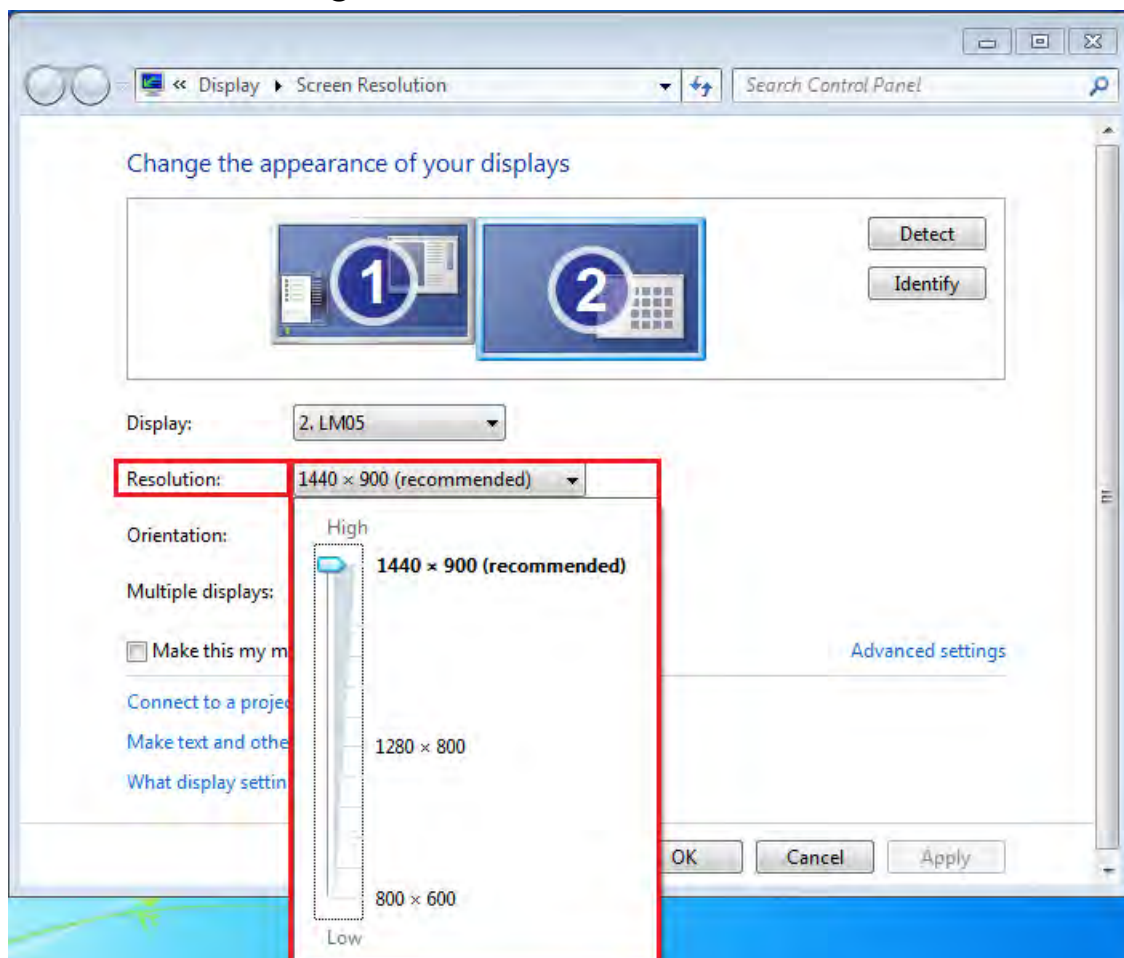 « Display ▸ Screen Resolution
Search Control Panel
Change the appearance of your displays
1
2
Detect
Identify
Display:
2. LM05
Resolution:
1440 × 900 (recommended)
Orientation:
High
1440 × 900 (recommended)
Multiple displays:
Make this my m
Advanced settings
Connect to a projec
Make text and othe
1280 × 800
What display settin
OK
Cancel
Apply
800 × 600
Low